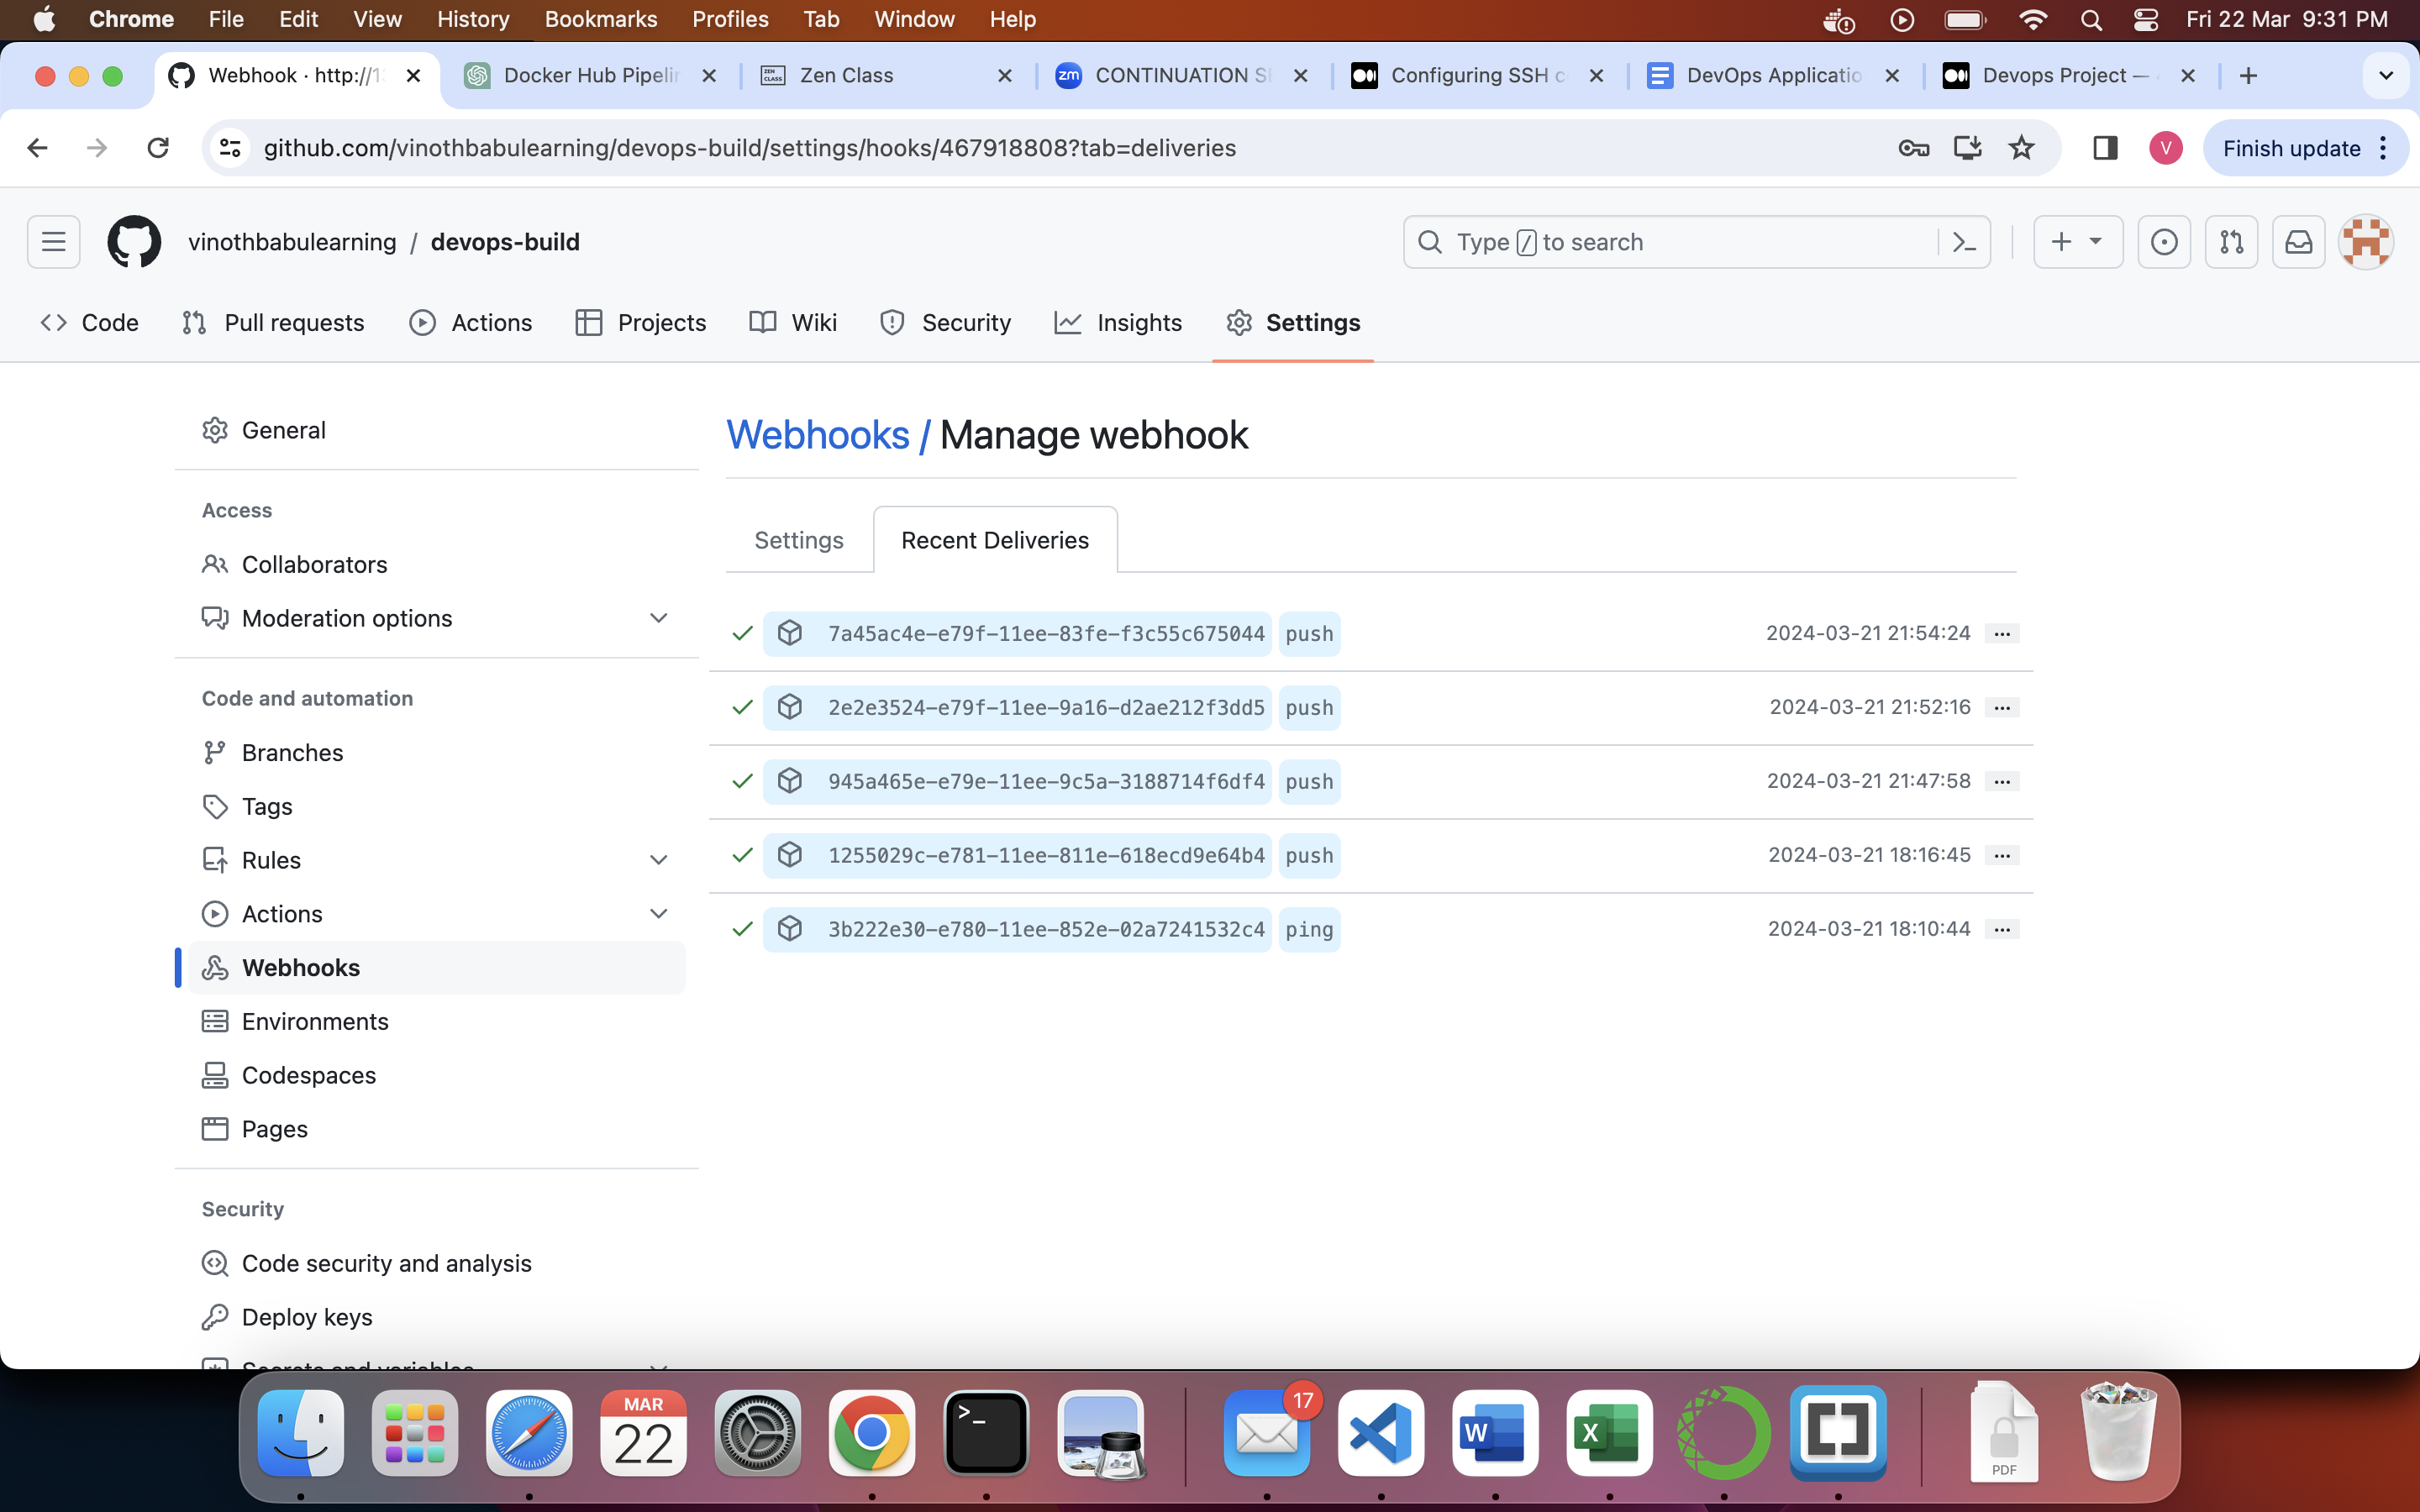 Chrome File Edit View History Bookmarks Profiles Tab Window Help Fri 22 Mar 9:31 PM
Webhook · http://1 Docker Hub Pipelin Zen Class CONTINUATION S Configuring SSH c DevOps Applicatio Devops Project —
github.com/vinothbabulearning/devops-build/settings/hooks/467918808?tab=deliveries V Finish update
vinothbabulearning / devops-build Type / to search
Code Pull requests Actions Projects Wiki Security Insights Settings
General
Access
Collaborators
Moderation options
Code and automation
Branches
Tags
Rules
Actions
Webhooks
Environments
Codespaces
Pages
Security
Code security and analysis
Deploy keys
Secrets and variables
Webhooks / Manage webhook
Settings Recent Deliveries
7a45ac4e-e79f-11ee-83fe-f3c55c675044 push 2024-03-21 21:54:24 ...
2e2e3524-e79f-11ee-9a16-d2ae212f3dd5 push 2024-03-21 21:52:16 ...
945a465e-e79e-11ee-9c5a-3188714f6df4 push 2024-03-21 21:47:58 ...
1255029c-e781-11ee-811e-618ecd9e64b4 push 2024-03-21 18:16:45 ...
3b222e30-e780-11ee-852e-02a7241532c4 ping 2024-03-21 18:10:44 ...
MAR
22
17
W
X
PDF